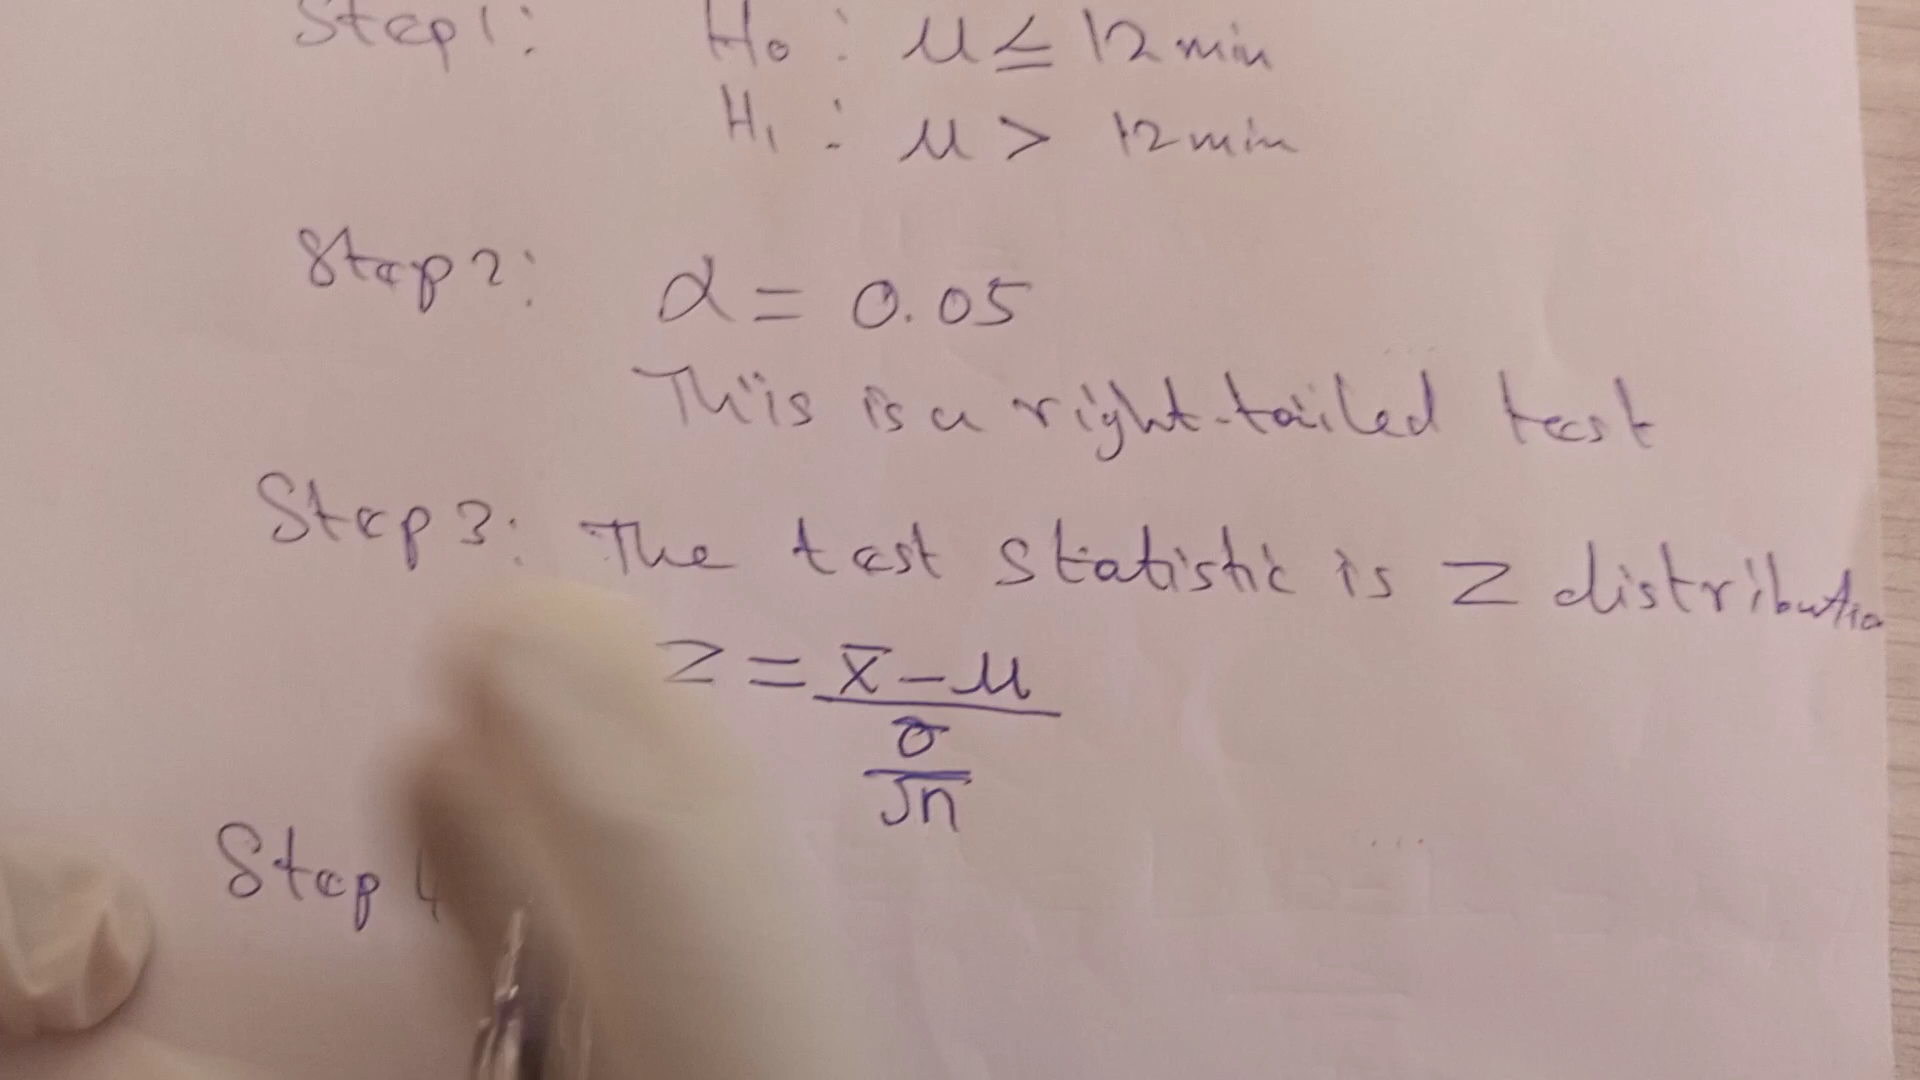 Step 1: H₀ : μ ≤ 12 min
H₁ : μ > 12 min
Step 2: α = 0.05
This is a right-tailed test
Step 3: The test statistic is Z distribution
Z = (x̄ - μ) / (σ / √n)
Step 4